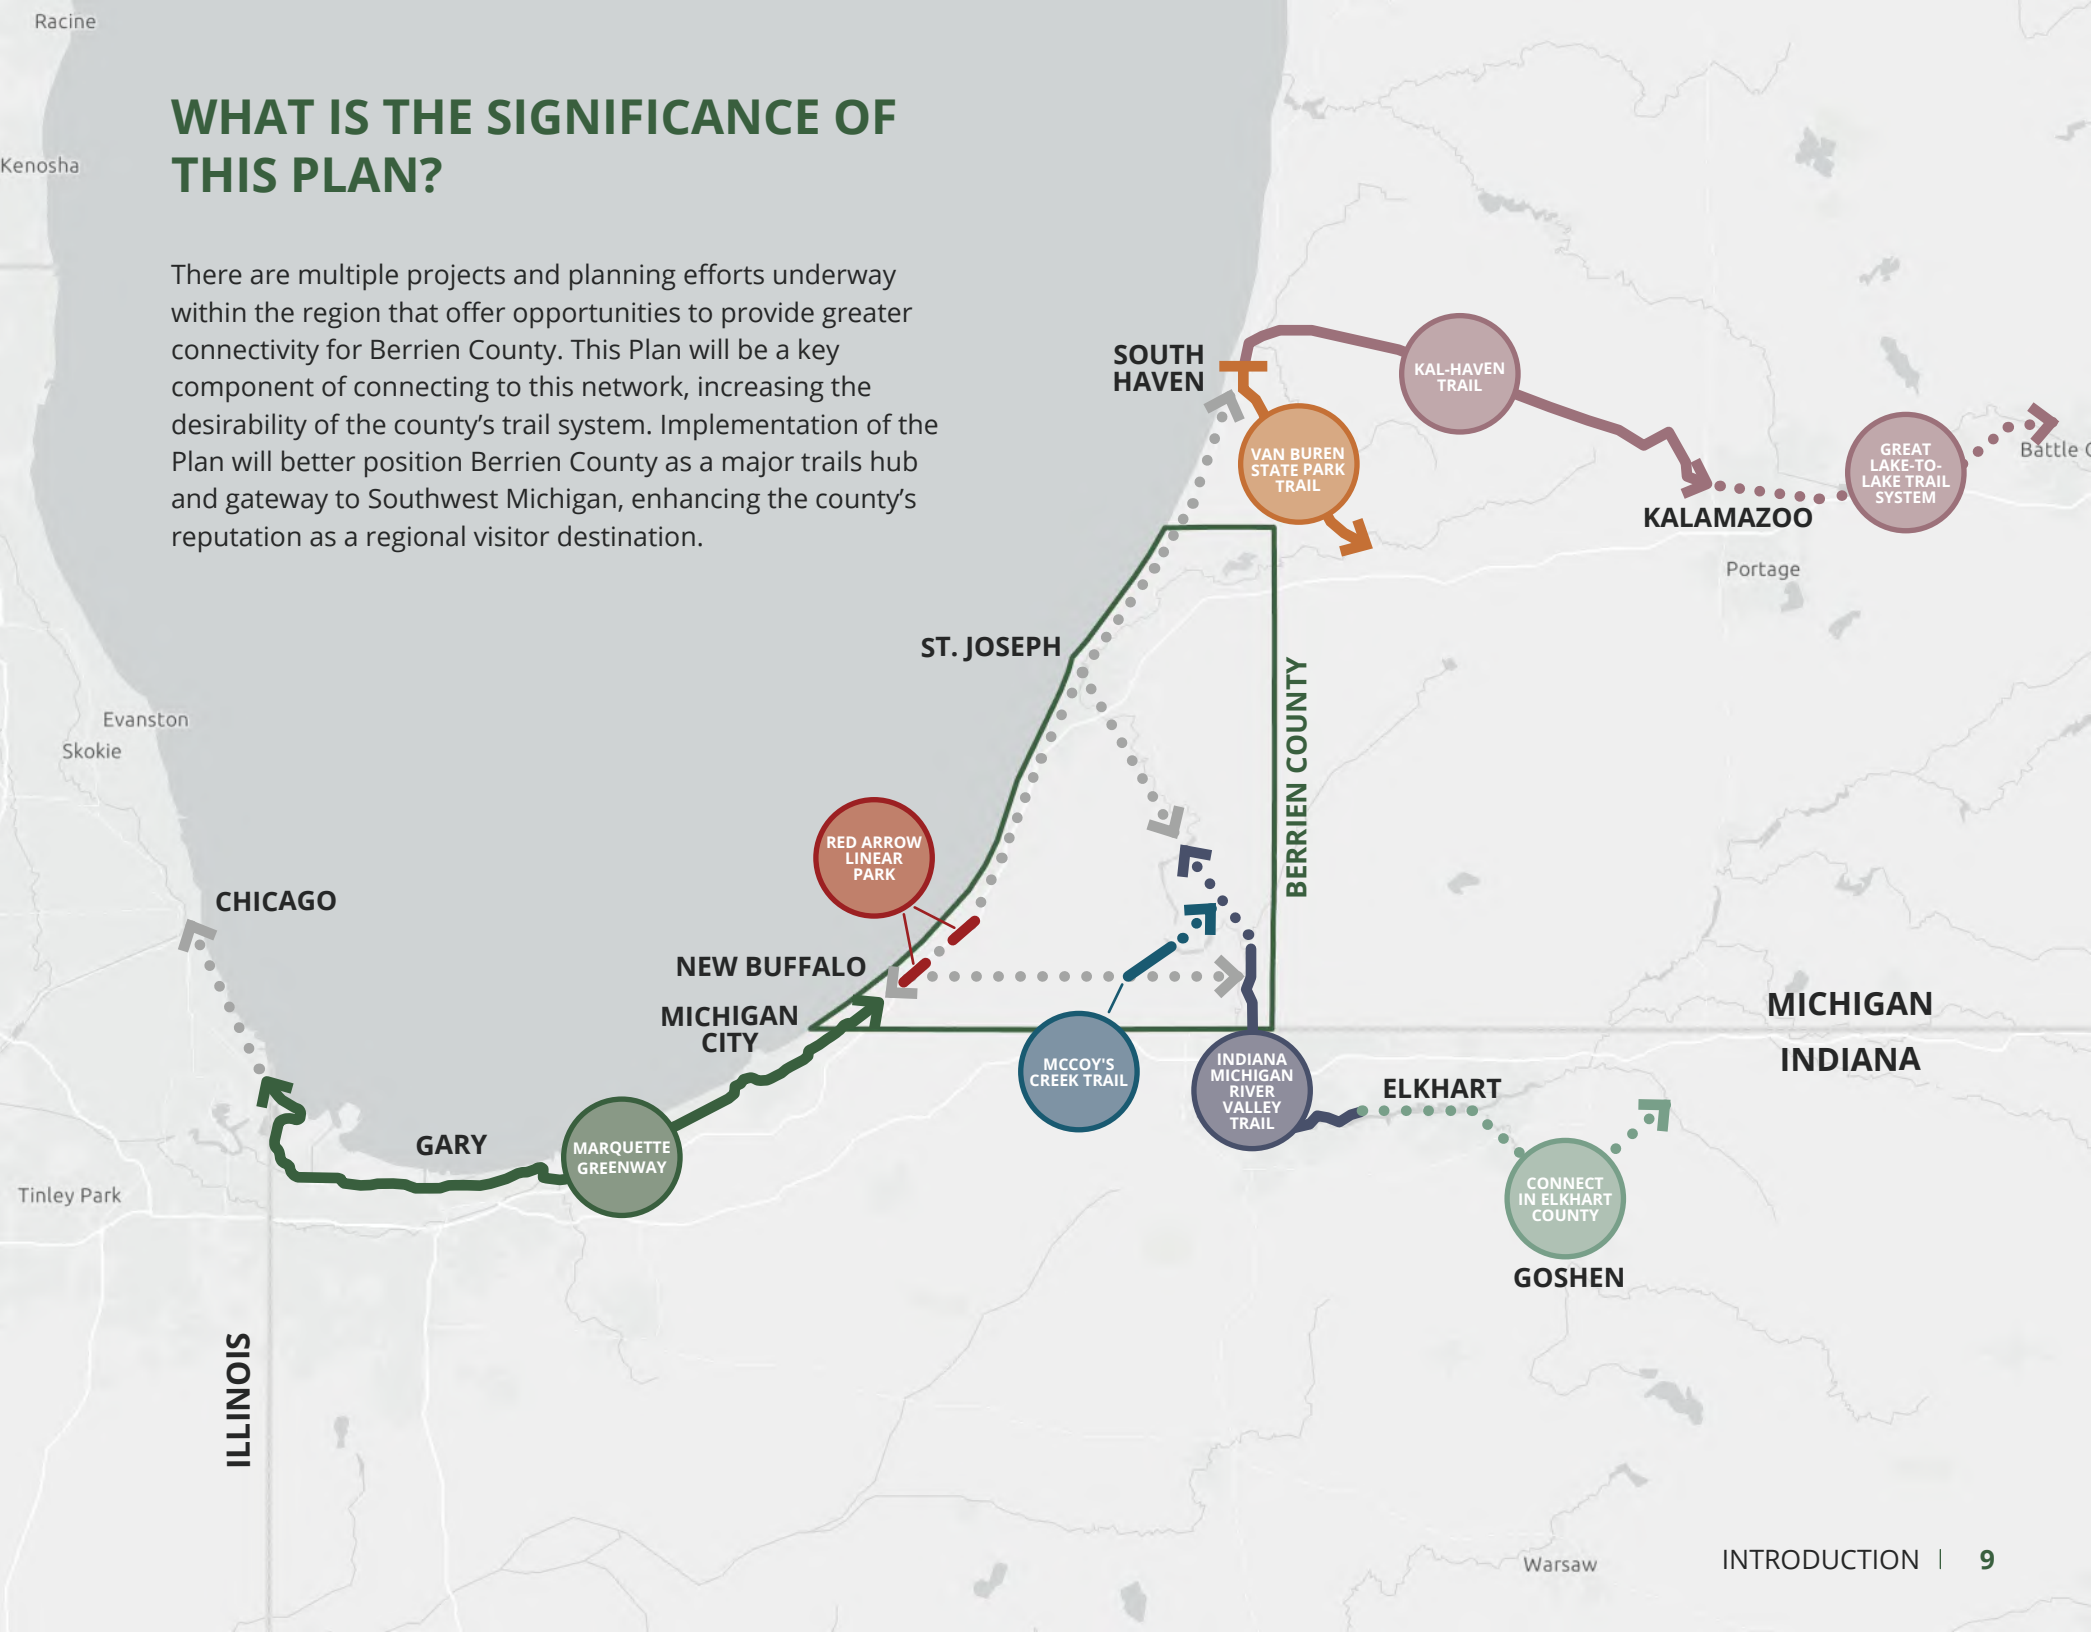 Racine
WHAT IS THE SIGNIFICANCE OF
THIS PLAN?
Kenosha
There are multiple projects and planning efforts underway
within the region that offer opportunities to provide greater
connectivity for Berrien County. This Plan will be a key
component of connecting to this network, increasing the
desirability of the county’s trail system. Implementation of the
Plan will better position Berrien County as a major trails hub
and gateway to Southwest Michigan, enhancing the county’s
reputation as a regional visitor destination.
SOUTH
HAVEN
KAL-HAVEN
TRAIL
VAN BUREN
STATE PARK
TRAIL
GREAT
LAKE-TO-
LAKE TRAIL
SYSTEM
Battle C
KALAMAZOO
Portage
ST. JOSEPH
BERRIEN COUNTY
Evanston
Skokie
RED ARROW
LINEAR
PARK
CHICAGO
NEW BUFFALO
MICHIGAN
CITY
MICHIGAN
INDIANA
MCCOY'S
CREEK TRAIL
INDIANA
MICHIGAN
RIVER
VALLEY
TRAIL
ELKHART
GARY
MARQUETTE
GREENWAY
Tinley Park
CONNECT
IN ELKHART
COUNTY
GOSHEN
ILLINOIS
Warsaw
INTRODUCTION | 9